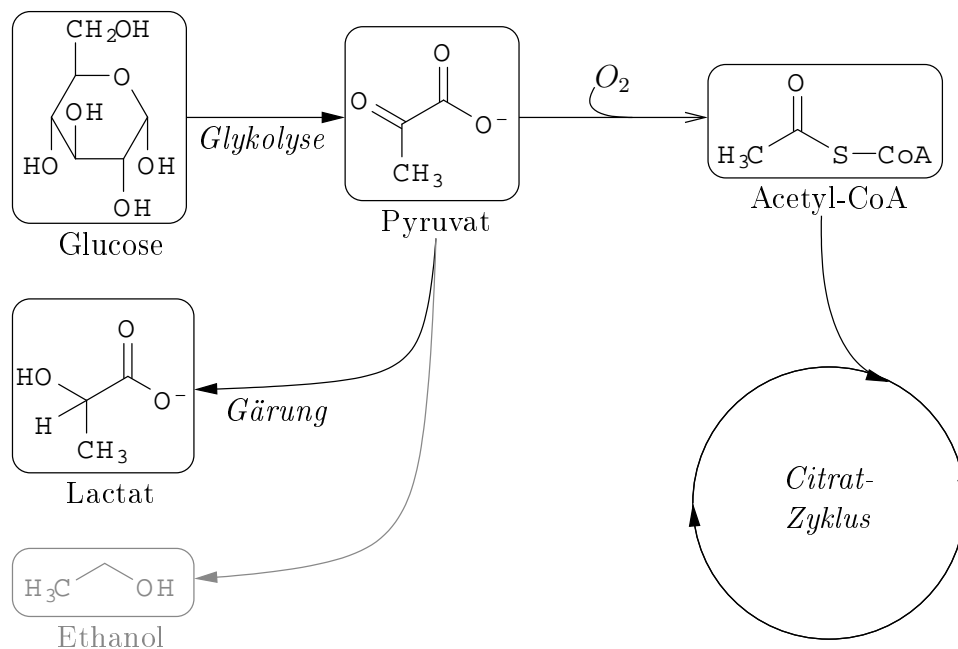 CH₂OH
O
OH
HO
OH
OH
Glucose
Glykolyse
O
O
O⁻
CH₃
Pyruvat
O₂
O
H₃C
S
CoA
Acetyl-CoA
O
HO
O⁻
H
CH₃
Lactat
Gärung
H₃C
OH
Ethanol
Citrat-
Zyklus